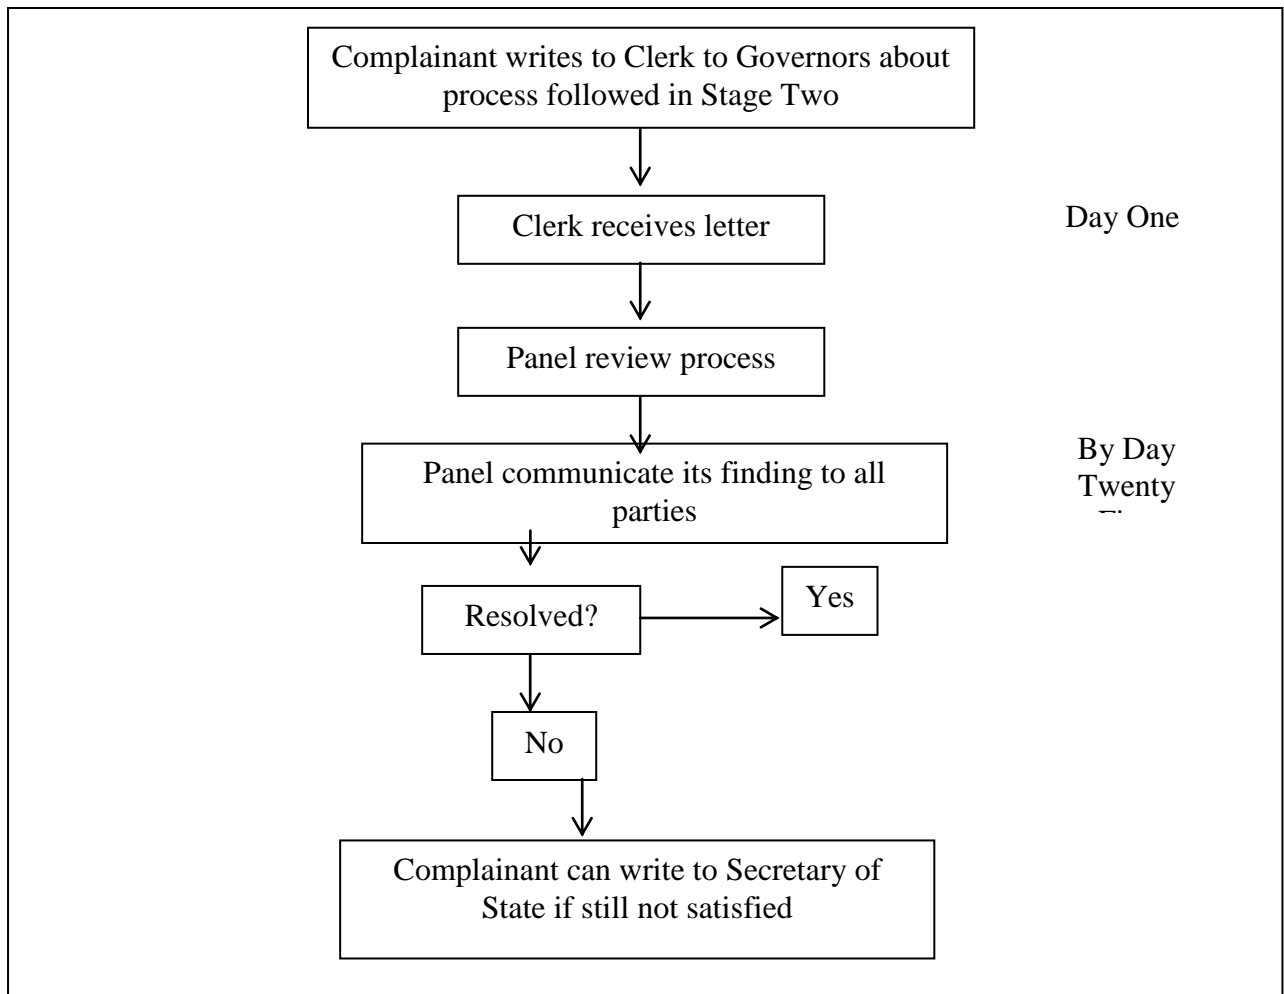 Complainant writes to Clerk to Governors about
process followed in Stage Two
Clerk receives letter
Day One
Panel review process
Panel communicate its finding to all
parties
By Day
Twenty
Resolved?
Yes
No
Complainant can write to Secretary of
State if still not satisfied